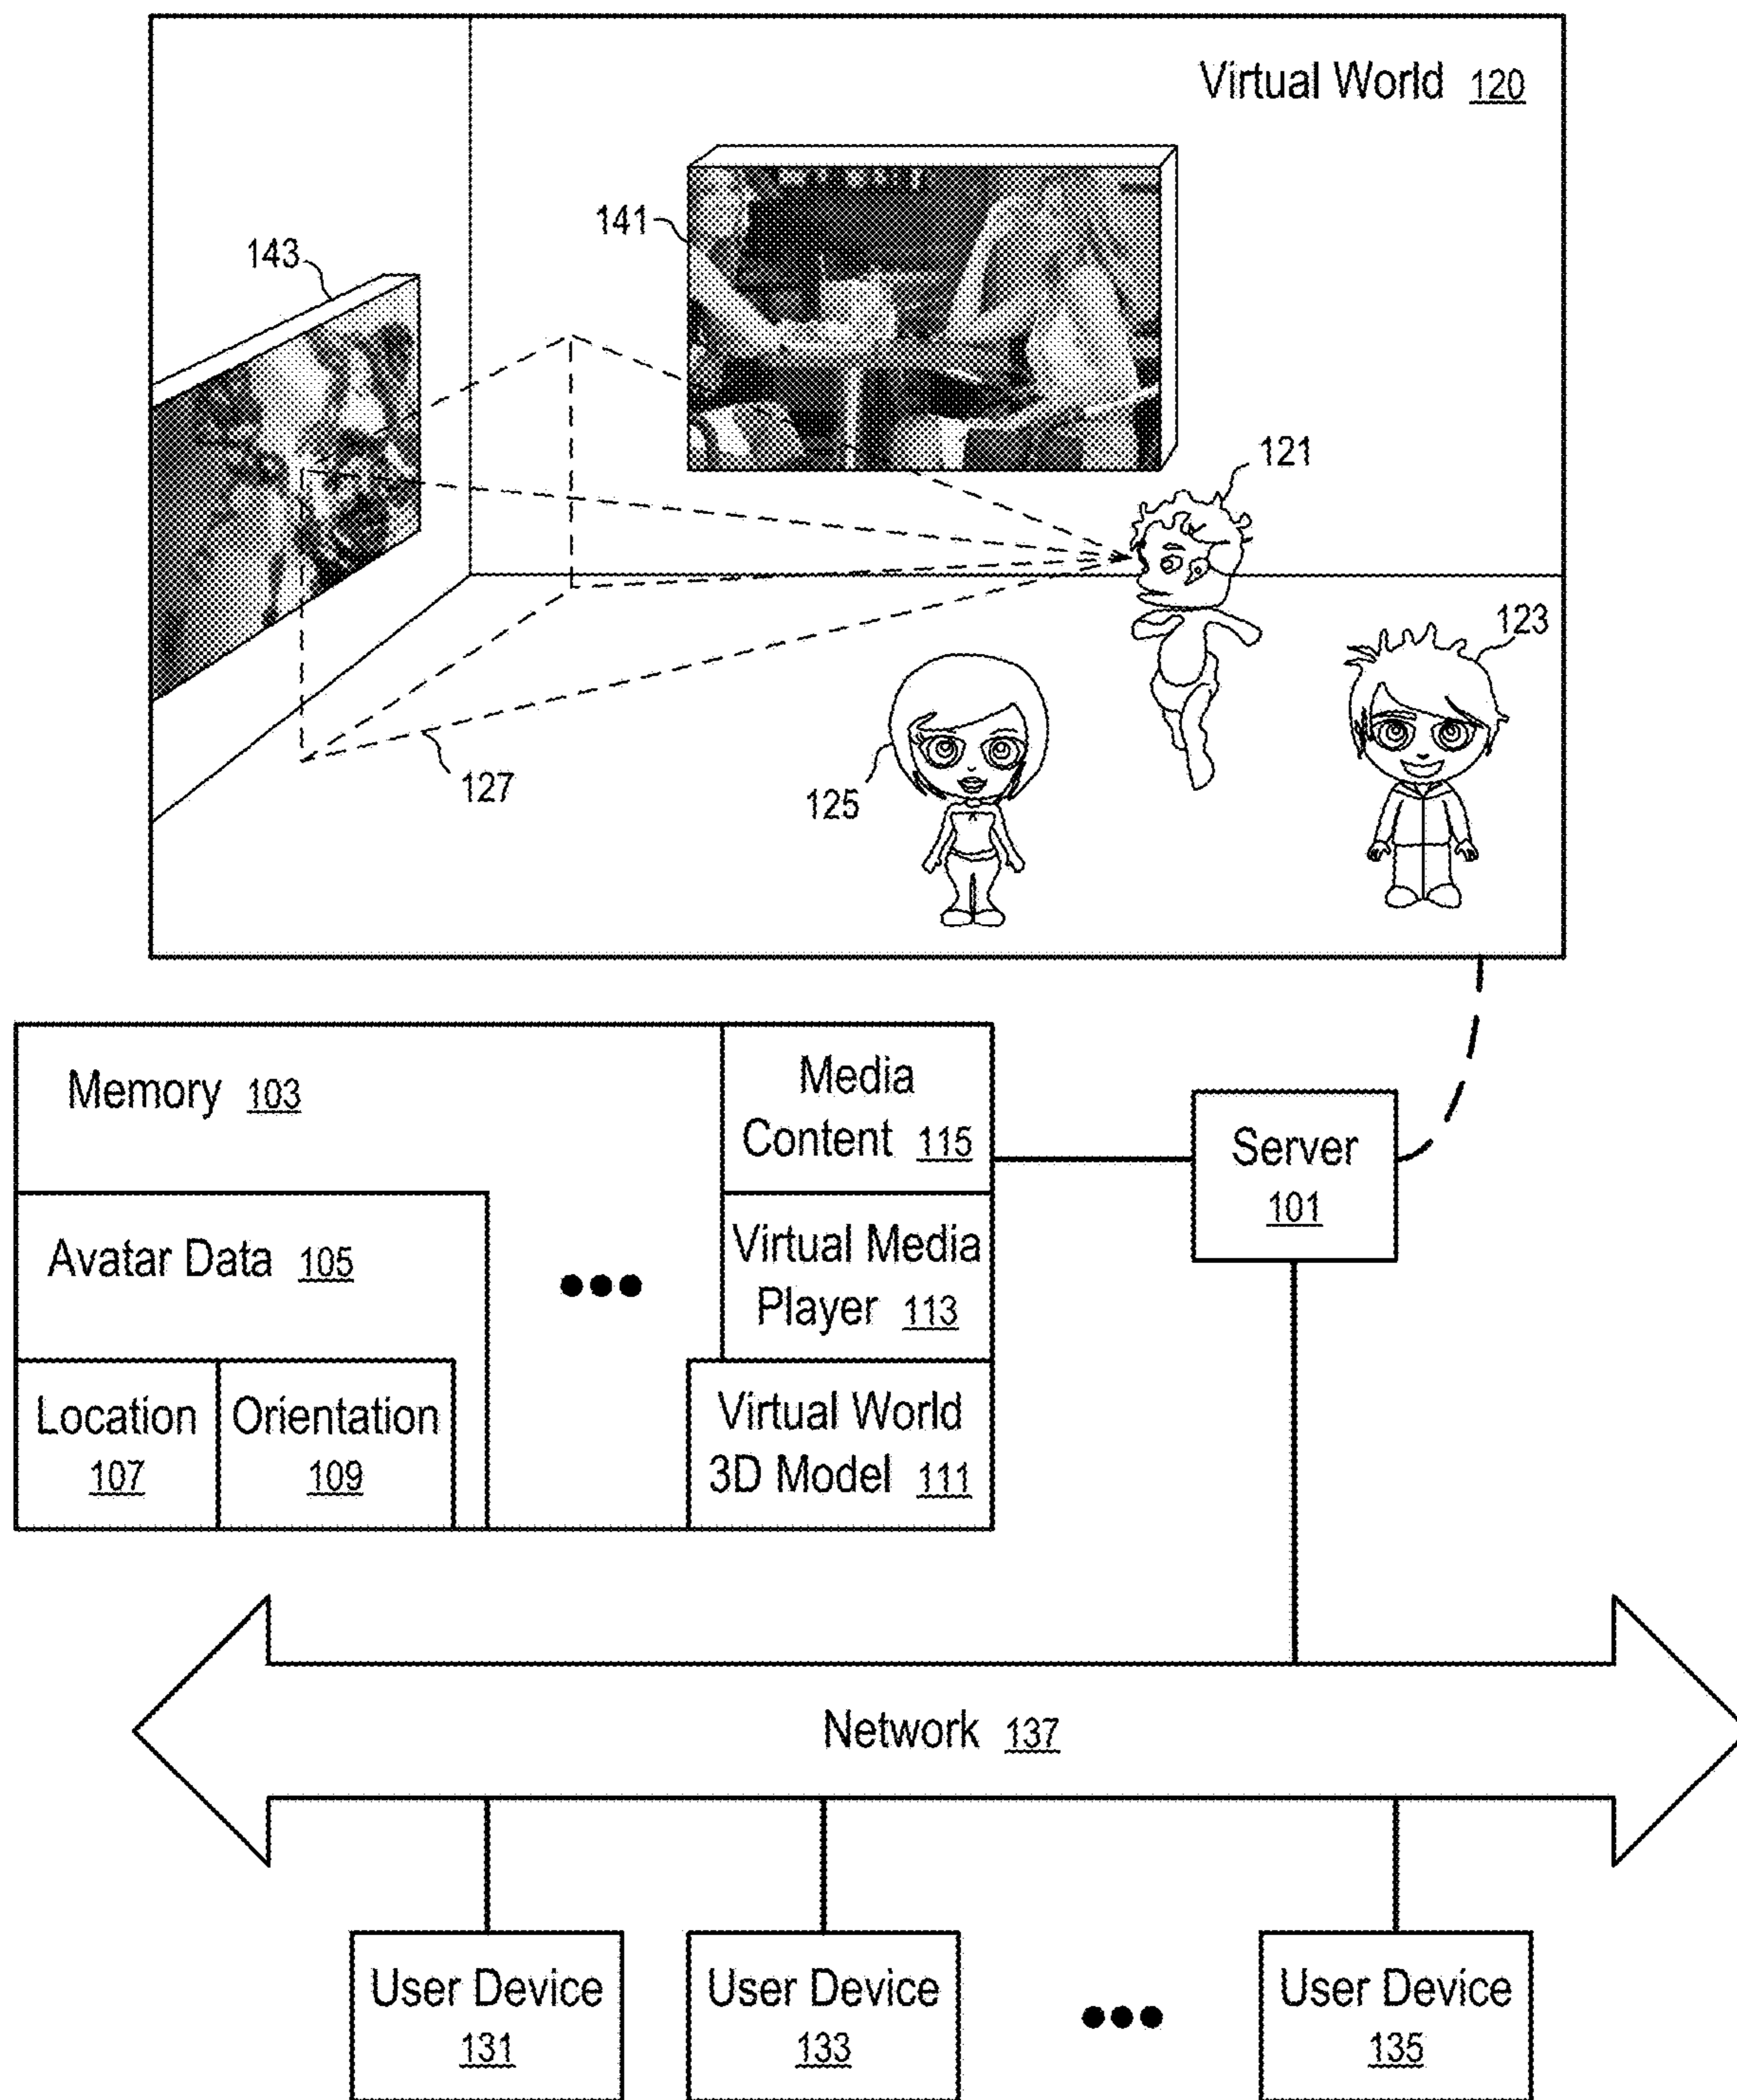 Virtual World 120
141
143
121
123
127
125
Memory 103
Media
Content 115
Server
101
Avatar Data 105
Virtual Media
Player 113
Location
107
Orientation
109
Virtual World
3D Model 111
Network 137
User Device
131
User Device
133
User Device
135